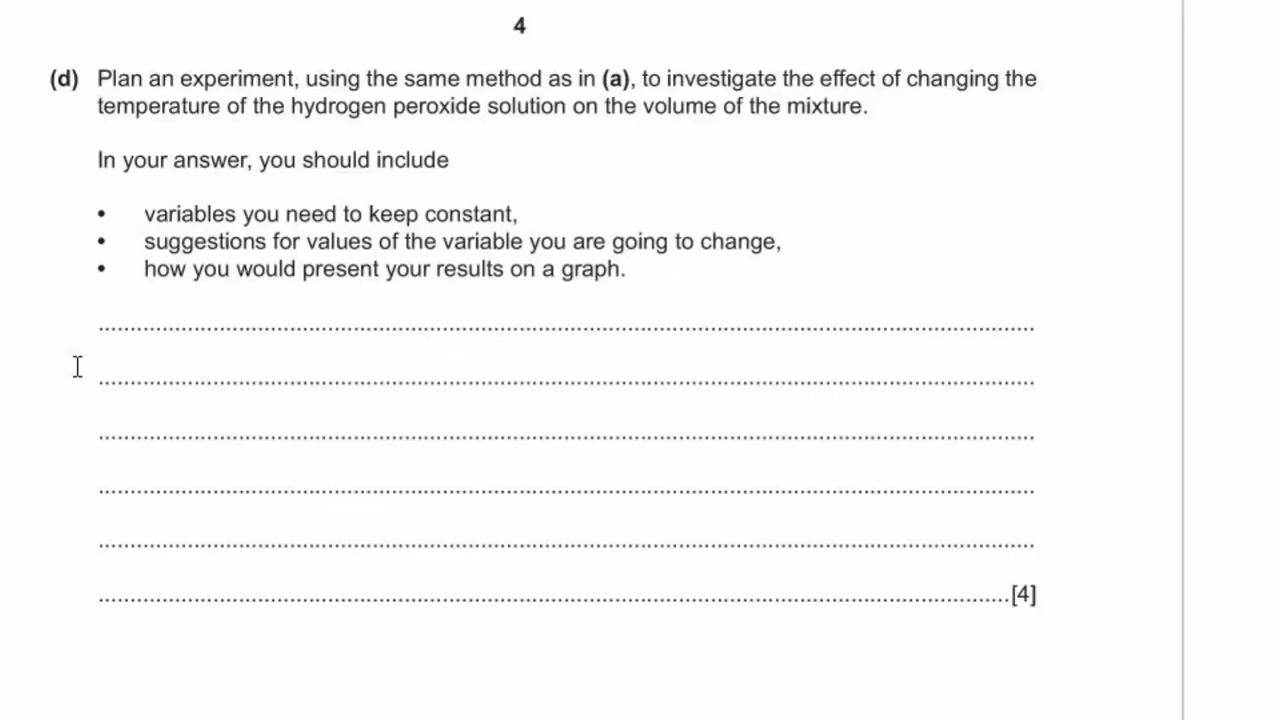 4
(d) Plan an experiment, using the same method as in (a), to investigate the effect of changing the
temperature of the hydrogen peroxide solution on the volume of the mixture.
In your answer, you should include
• variables you need to keep constant,
• suggestions for values of the variable you are going to change,
• how you would present your results on a graph.
[4]